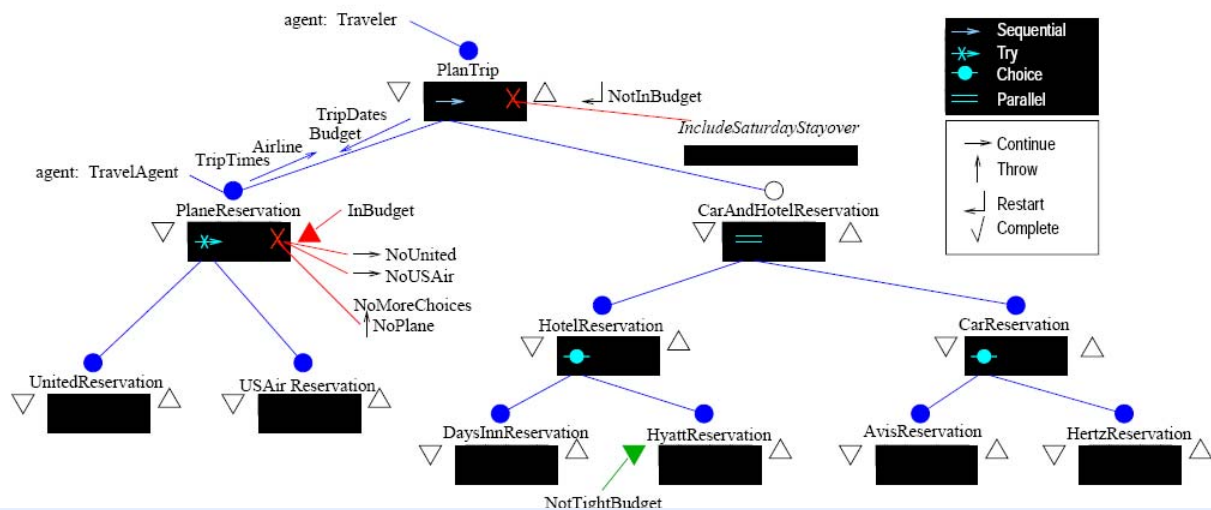 agent: Traveler
PlanTrip
NotInBudget
IncludeSaturdayStayover
TripDates
Budget
Airline
TripTimes
agent: TravelAgent
PlaneReservation
InBudget
NoUnited
NoUSAir
NoMoreChoices
NoPlane
UnitedReservation
USAir Reservation
CarAndHotelReservation
HotelReservation
CarReservation
DaysInnReservation
HyattReservation
AvisReservation
HertzReservation
NotTightBudget
Sequential
Try
Choice
Parallel
Continue
Throw
Restart
Complete